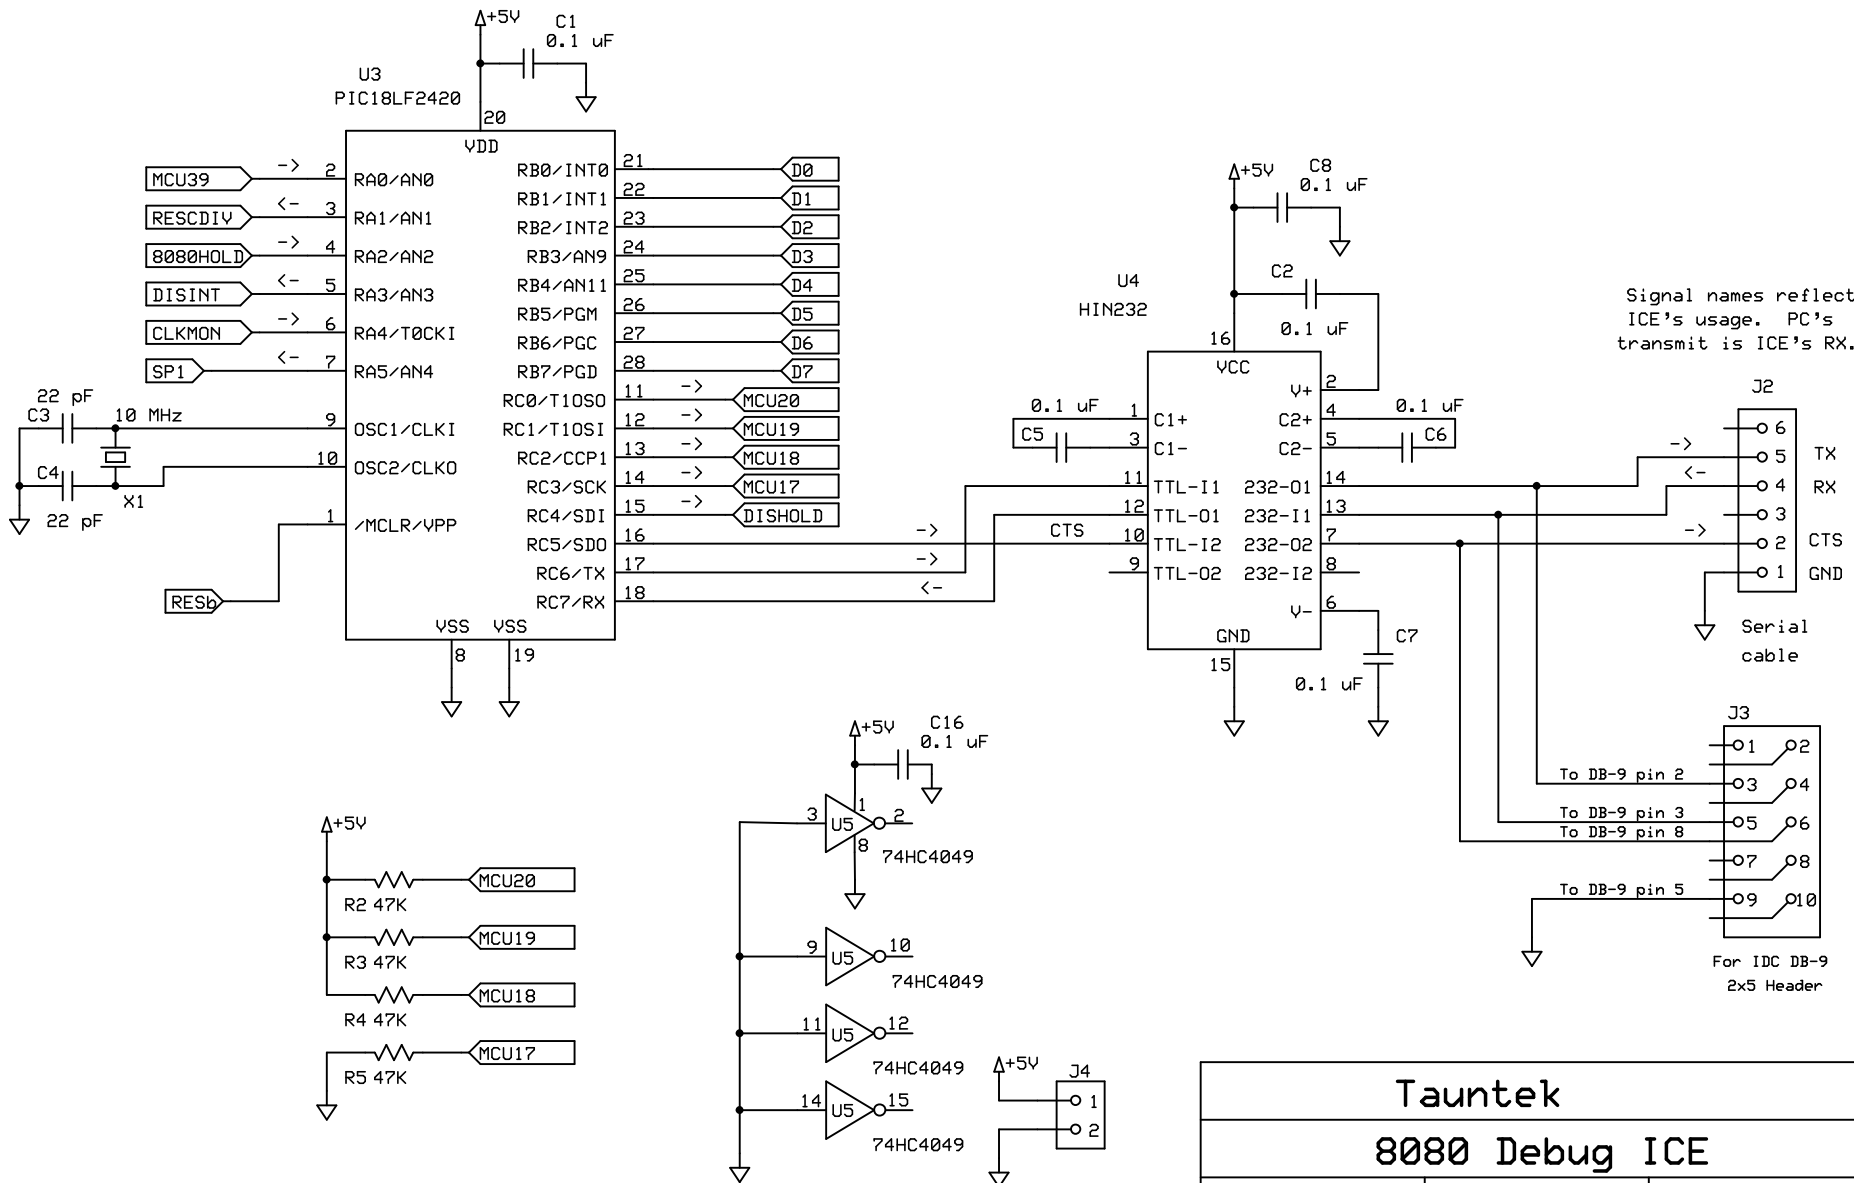 +5V
C1
0.1 uF
U3
PIC18LF2420
20
VDD
MCU39
->
2
RA0/AN0
RESCDIV
<-
3
RA1/AN1
8080HOLD
->
4
RA2/AN2
DISINT
<-
5
RA3/AN3
CLKMON
->
6
RA4/T0CKI
SP1
<-
7
RA5/AN4
22 pF
C3
10 MHz
9
OSC1/CLKI
C4
10
OSC2/CLKO
X1
22 pF
1
/MCLR/VPP
RESb
RB0/INT0
21
D0
RB1/INT1
22
D1
RB2/INT2
23
D2
RB3/AN9
24
D3
RB4/AN11
25
D4
RB5/PGM
26
D5
RB6/PGC
27
D6
RB7/PGD
28
D7
RC0/T1OSO
11
->
MCU20
RC1/T1OSI
12
->
MCU19
RC2/CCP1
13
->
MCU18
RC3/SCK
14
->
MCU17
RC4/SDI
15
->
DISHOLD
RC5/SDO
16
->
CTS
RC6/TX
17
->
RC7/RX
18
<-
VSS VSS
8
19
+5V
C8
0.1 uF
C2
0.1 uF
U4
HIN232
16
VCC
V+
2
0.1 uF
C5
1
C1+
3
C1-
C2+
4
C2-
5
0.1 uF
C6
11
TTL-I1
232-O1
14
12
TTL-O1
232-I1
13
10
TTL-I2
232-O2
7
9
TTL-O2
232-I2
8
V-
6
GND
15
C7
0.1 uF
Signal names reflect
ICE's usage. PC's
transmit is ICE's RX.
J2
6
->
5
TX
<-
4
RX
3
->
2
CTS
1
GND
Serial
cable
J3
1
2
To DB-9 pin 2
3
4
To DB-9 pin 3
5
To DB-9 pin 8
6
7
8
To DB-9 pin 5
9
10
For IDC DB-9
2x5 Header
+5V
R2 47K
MCU20
R3 47K
MCU19
R4 47K
MCU18
R5 47K
MCU17
+5V
C16
0.1 uF
3
U5
1
2
8
74HC4049
9
U5
10
74HC4049
11
U5
12
74HC4049
14
U5
15
74HC4049
+5V
J4
1
2
Tauntek
8080 Debug ICE